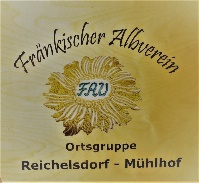 Fränkischer Albverein
FAV
Ortsgruppe
Reichelsdorf - Mühlhof